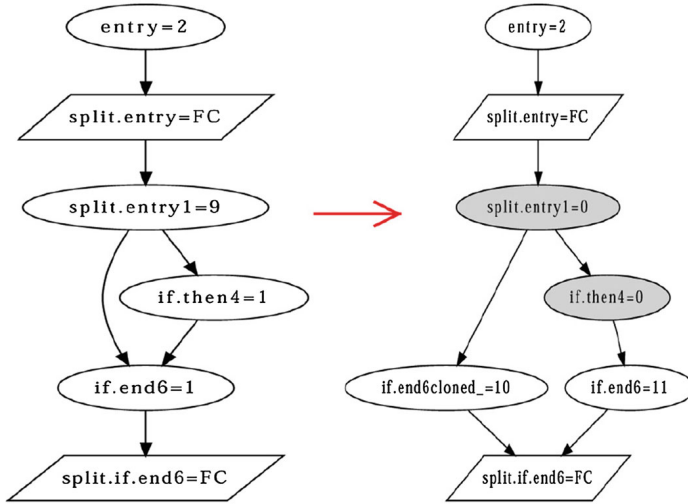 entry=2
split.entry=FC
split.entry1=9
if.then4=1
if.end6=1
split.if.end6=FC
entry=2
split.entry=FC
split.entry1=0
if.then4=0
if.end6cloned_=10
if.end6=11
split.if.end6=FC